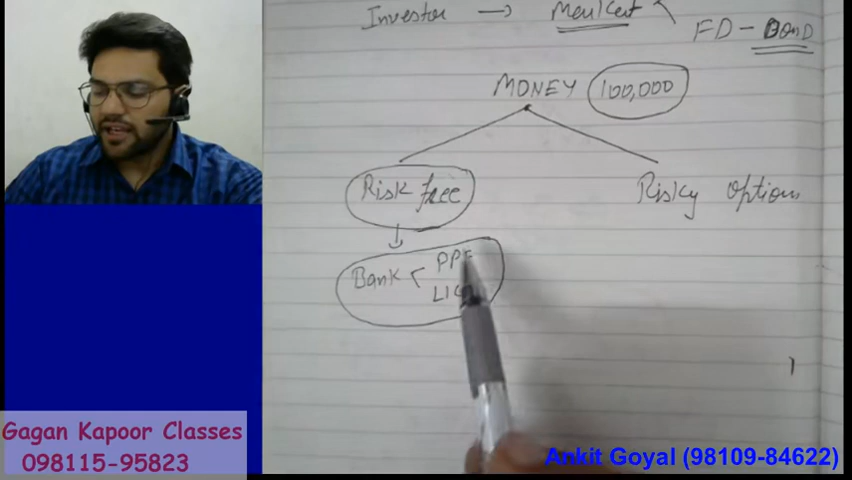 Investor → Market
FD - Bond
MONEY 100,000
Risk free
Risky options
Bank < PPF
LIC
Gagan Kapoor Classes
098115-95823
Ankit Goyal (98109-84622)